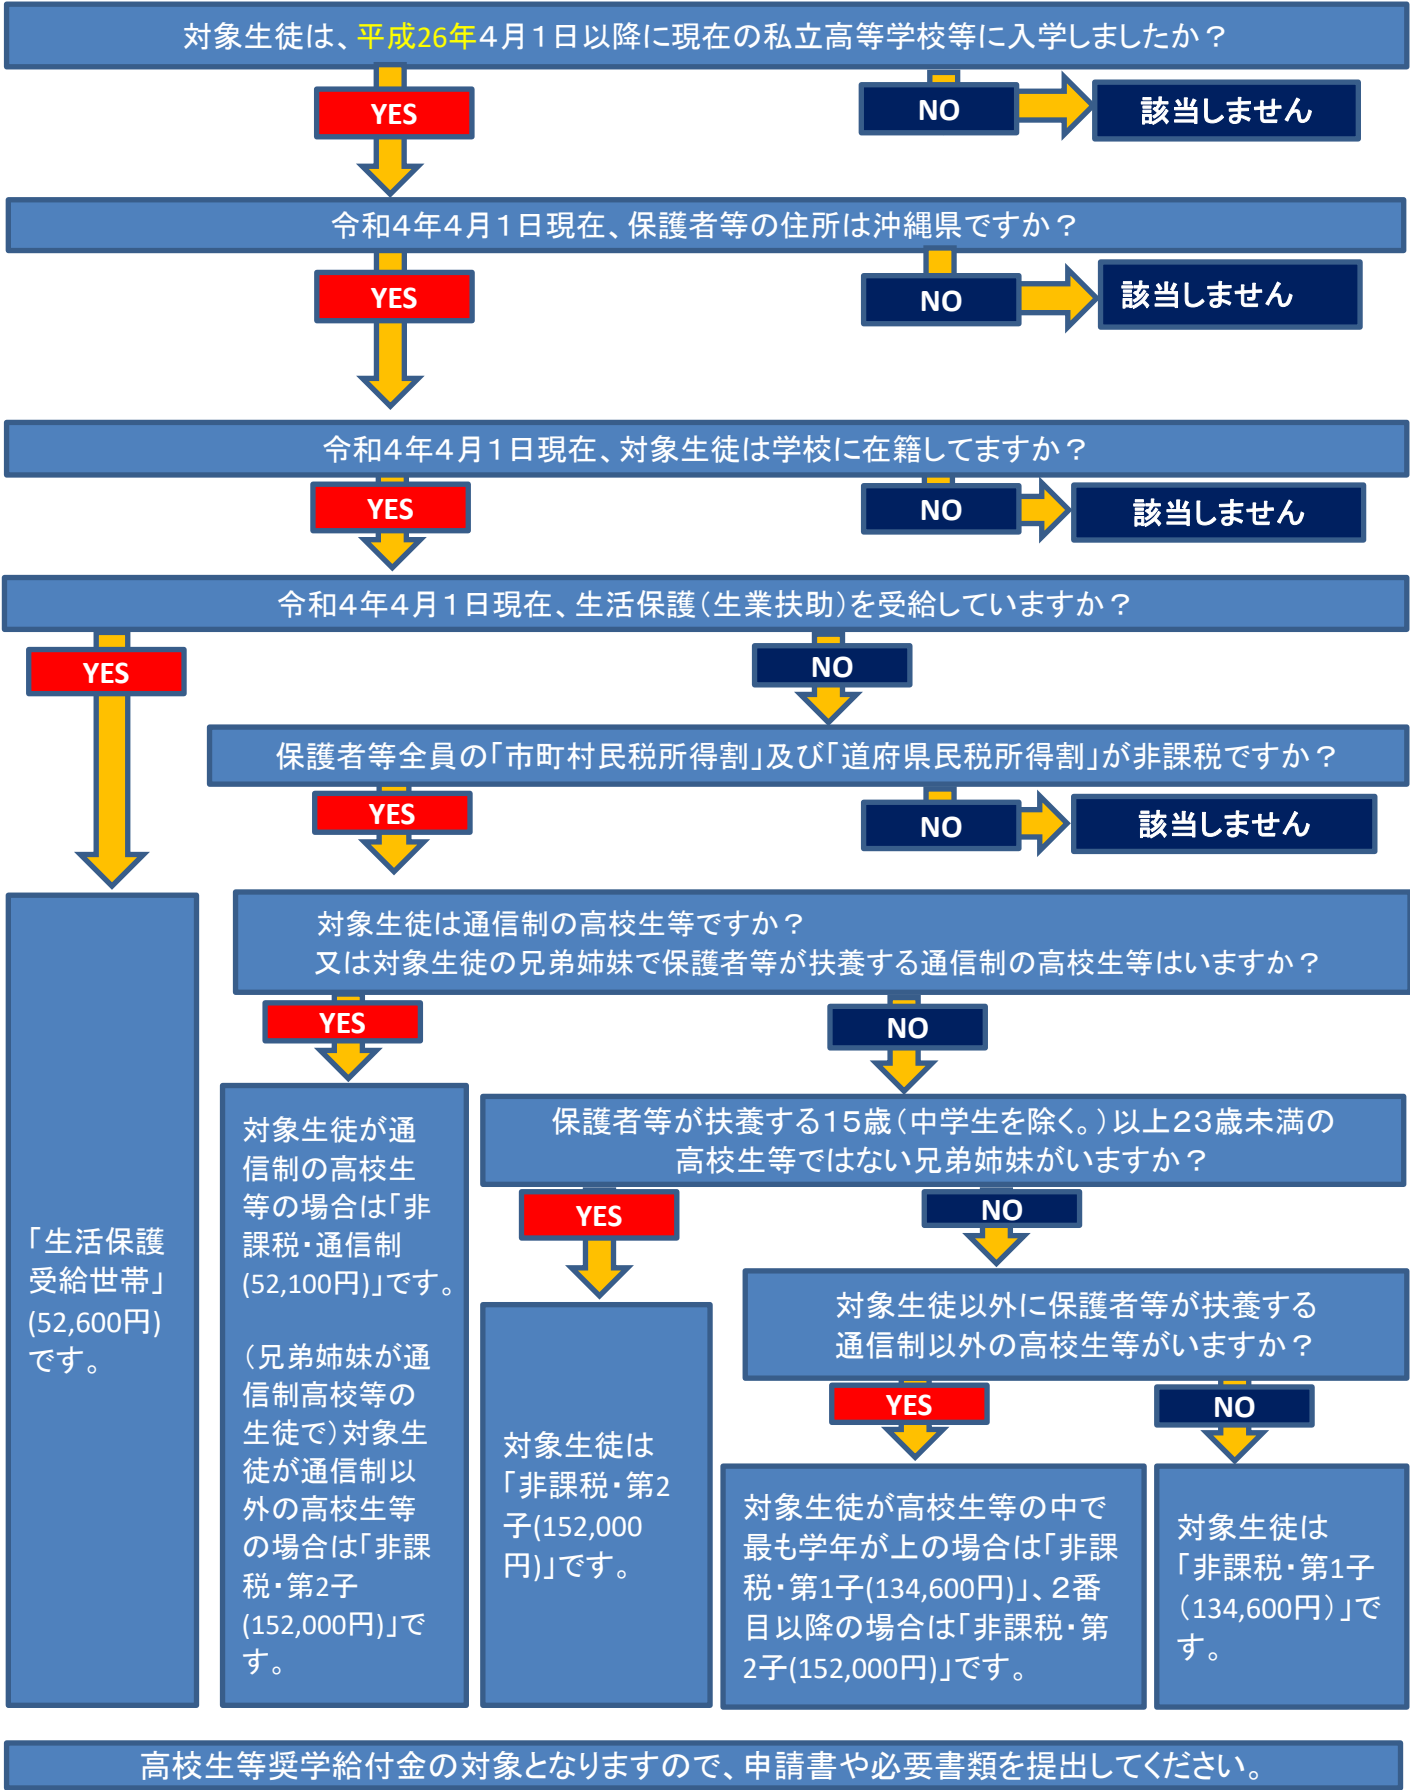 対象生徒は、平成26年４月１日以降に現在の私立高等学校等に入学しましたか？
YES
NO
該当しません
令和４年４月１日現在、保護者等の住所は沖縄県ですか？
YES
NO
該当しません
令和４年４月１日現在、対象生徒は学校に在籍してますか？
YES
NO
該当しません
令和４年４月１日現在、生活保護（生業扶助）を受給していますか？
YES
NO
保護者等全員の「市町村民税所得割」及び「道府県民税所得割」が非課税ですか？
YES
NO
該当しません
対象生徒は通信制の高校生等ですか？
又は対象生徒の兄弟姉妹で保護者等が扶養する通信制の高校生等はいますか？
YES
NO
「生活保護
受給世帯」
(52,600円)
です。
対象生徒が通
信制の高校生
等の場合は「非
課税・通信制
(52,100円)」です。
（兄弟姉妹が通
信制高校等の
生徒で）対象生
徒が通信制以
外の高校生等
の場合は「非課
税・第2子
(152,000円)」で
す。
保護者等が扶養する１５歳（中学生を除く。）以上２３歳未満の
高校生等ではない兄弟姉妹がいますか？
YES
NO
対象生徒は
「非課税・第2
子(152,000
円)」です。
対象生徒以外に保護者等が扶養する
通信制以外の高校生等がいますか？
YES
NO
対象生徒が高校生等の中で
最も学年が上の場合は「非課
税・第1子(134,600円)」、２番
目以降の場合は「非課税・第
2子(152,000円)」です。
対象生徒は
「非課税・第1子
（134,600円）」で
す。
高校生等奨学給付金の対象となりますので、申請書や必要書類を提出してください。